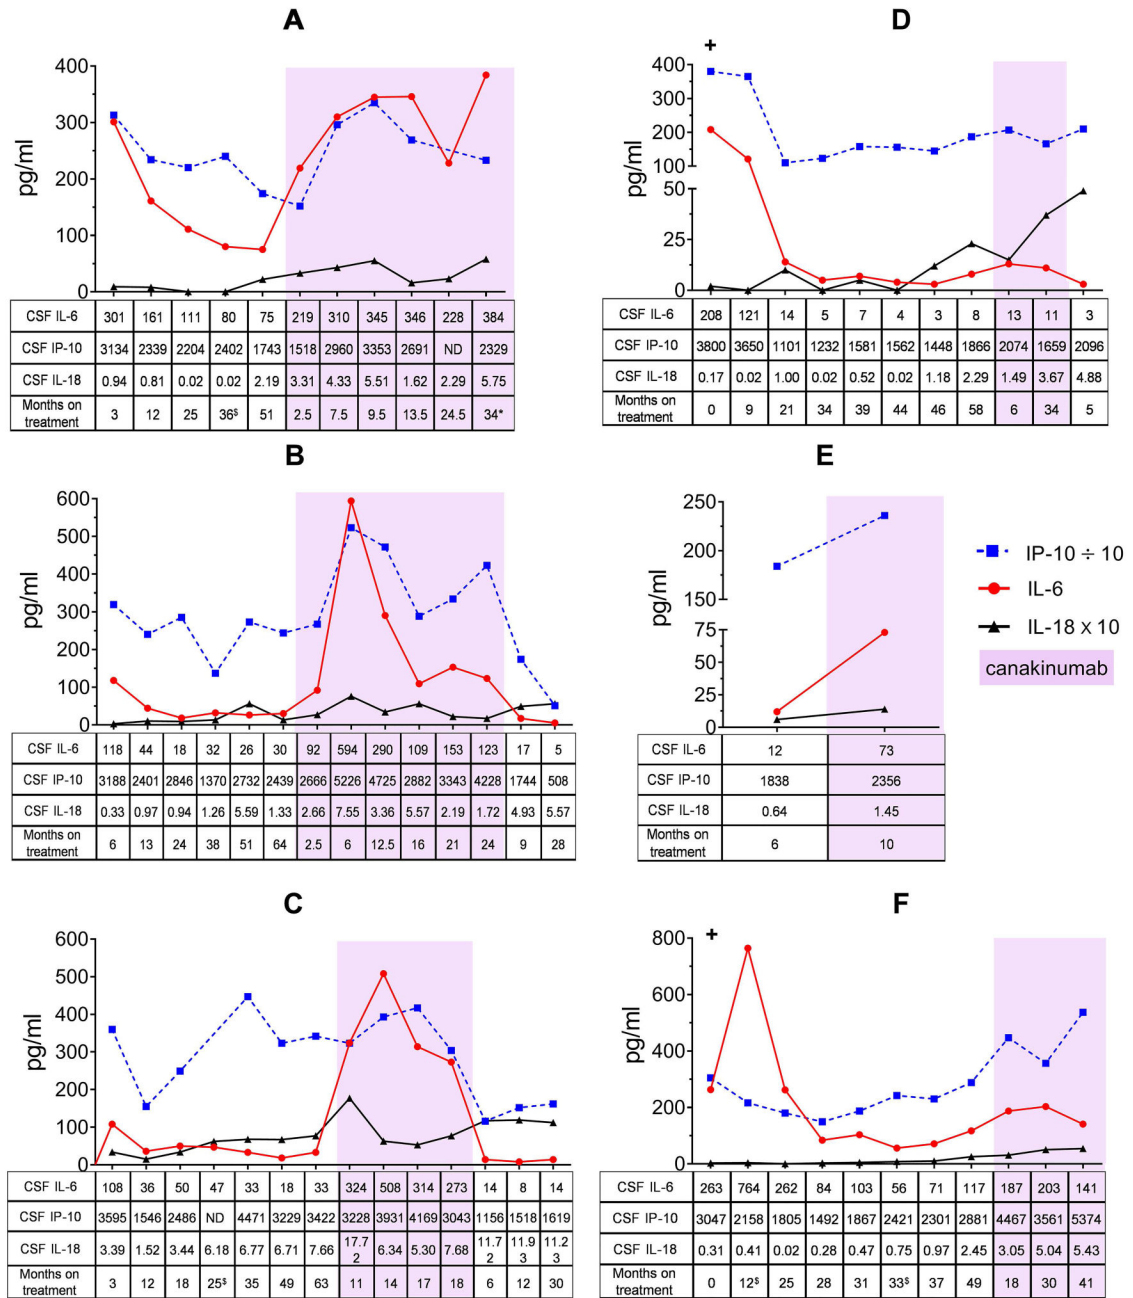 A
400
300
200
100
0
pg/ml
CSF IL-6 301 161 111 80 75 219 310 345 346 228 384
CSF IP-10 3134 2339 2204 2402 1743 1518 2960 3353 2691 ND 2329
CSF IL-18 0.94 0.81 0.02 0.02 2.19 3.31 4.33 5.51 1.62 2.29 5.75
Months on
treatment 3 12 25 36$ 51 2.5 7.5 9.5 13.5 24.5 34*
D
+
400
300
200
100
50
25
0
pg/ml
CSF IL-6 208 121 14 5 7 4 3 8 13 11 3
CSF IP-10 3800 3650 1101 1232 1581 1562 1448 1866 2074 1659 2096
CSF IL-18 0.17 0.02 1.00 0.02 0.52 0.02 1.18 2.29 1.49 3.67 4.88
Months on
treatment 0 9 21 34 39 44 46 58 6 34 5
B
600
500
400
300
200
100
0
pg/ml
CSF IL-6 118 44 18 32 26 30 92 594 290 109 153 123 17 5
CSF IP-10 3188 2401 2846 1370 2732 2439 2666 5226 4725 2882 3343 4228 1744 508
CSF IL-18 0.33 0.97 0.94 1.26 5.59 1.33 2.66 7.55 3.36 5.57 2.19 1.72 4.93 5.57
Months on
treatment 6 13 24 38 51 64 2.5 6 12.5 16 21 24 9 28
E
250
200
150
75
50
25
0
pg/ml
CSF IL-6 12 73
CSF IP-10 1838 2356
CSF IL-18 0.64 1.45
Months on
treatment 6 10
IP-10 ÷ 10
IL-6
IL-18 x 10
canakinumab
C
600
500
400
300
200
100
0
pg/ml
CSF IL-6 108 36 50 47 33 18 33 324 508 314 273 14 8 14
CSF IP-10 3595 1546 2486 ND 4471 3229 3422 3228 3931 4169 3043 1156 1518 1619
CSF IL-18 3.39 1.52 3.44 6.18 6.77 6.71 7.66 17.72 6.34 5.30 7.68 11.72 11.93 11.23
Months on
treatment 3 12 18 25$ 35 49 63 11 14 17 18 6 12 30
F
+
800
600
400
200
0
pg/ml
CSF IL-6 263 764 262 84 103 56 71 117 187 203 141
CSF IP-10 3047 2158 1805 1492 1867 2421 2301 2881 4467 3561 5374
CSF IL-18 0.31 0.41 0.02 0.28 0.47 0.75 0.97 2.45 3.05 5.04 5.43
Months on
treatment 0 12$ 25 28 31 33$ 37 49 18 30 41